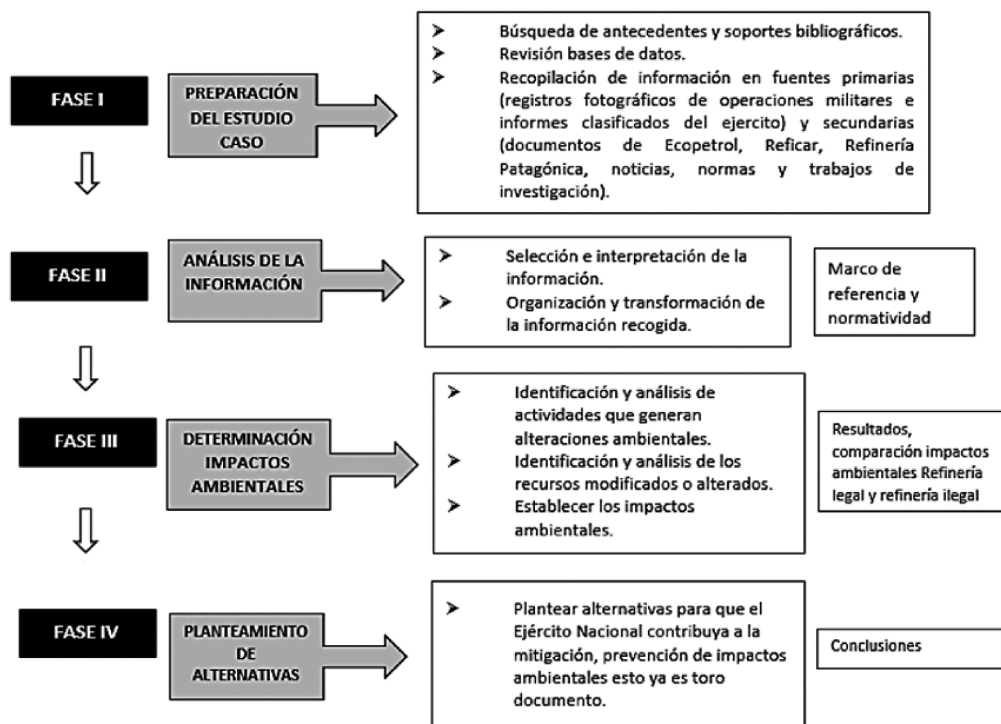 FASE I
PREPARACIÓN
DEL ESTUDIO
CASO
Búsqueda de antecedentes y soportes bibliográficos.
Revisión bases de datos.
Recopilación de información en fuentes primarias
(registros fotográficos de operaciones militares e
informes clasificados del ejercito) y secundarias
(documentos de Ecopetrol, Reficar, Refinería
Patagónica, noticias, normas y trabajos de
investigación).
FASE II
ANÁLISIS DE LA
INFORMACIÓN
Selección e interpretación de la
información.
Organización y transformación de
la información recogida.
Marco de
referencia y
normatividad
FASE III
DETERMINACIÓN
IMPACTOS
AMBIENTALES
Identificación y análisis de
actividades que generan
alteraciones ambientales.
Identificación y análisis de los
recursos modificados o alterados.
Establecer los impactos
ambientales.
Resultados,
comparación impactos
ambientales Refinería
legal y refinería ilegal
FASE IV
PLANTEAMIENTO
DE
ALTERNATIVAS
Plantear alternativas para que el
Ejército Nacional contribuya a la
mitigación, prevención de impactos
ambientales esto ya es toro
documento.
Conclusiones